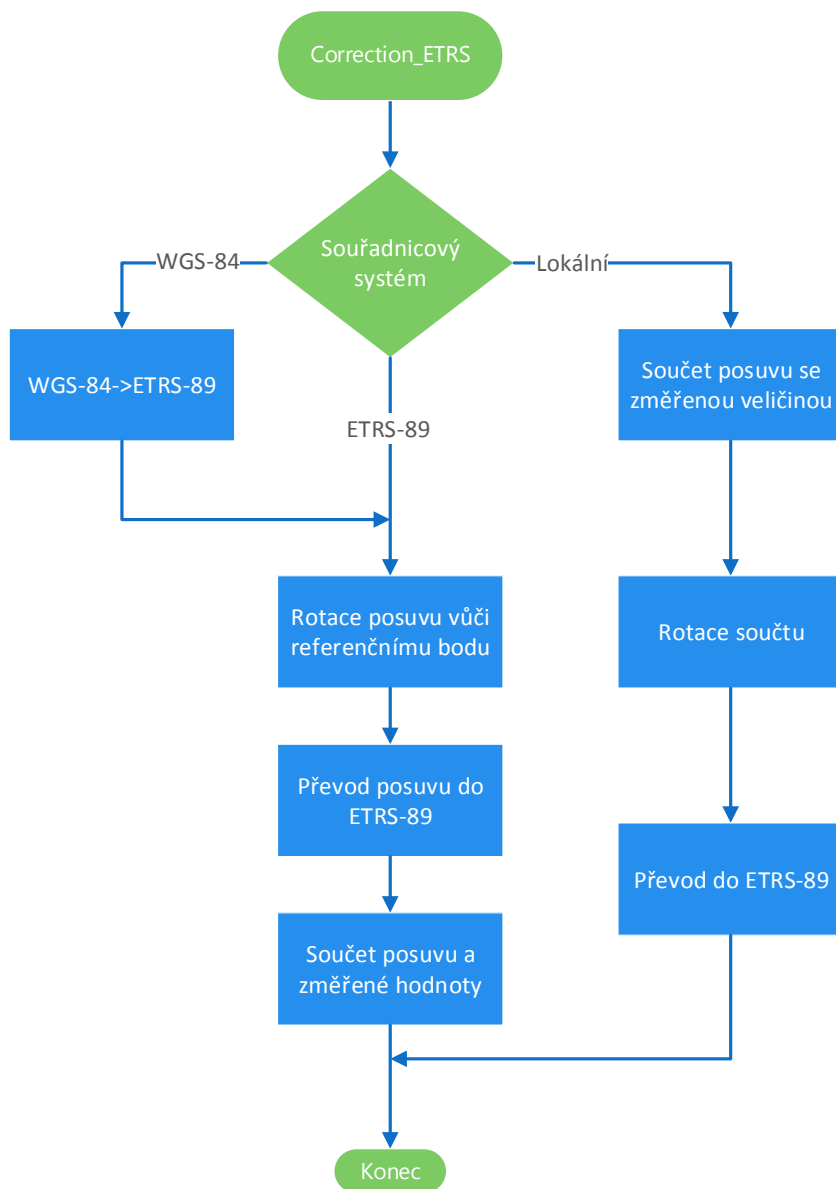 Correction_ETRS
Souřadnicový
systém
WGS-84
Lokální
WGS-84->ETRS-89
Součet posuvu se
změřenou veličinou
ETRS-89
Rotace posuvu vůči
referenčnímu bodu
Rotace součtu
Převod posuvu do
ETRS-89
Převod do ETRS-89
Součet posuvu a
změřené hodnoty
Konec